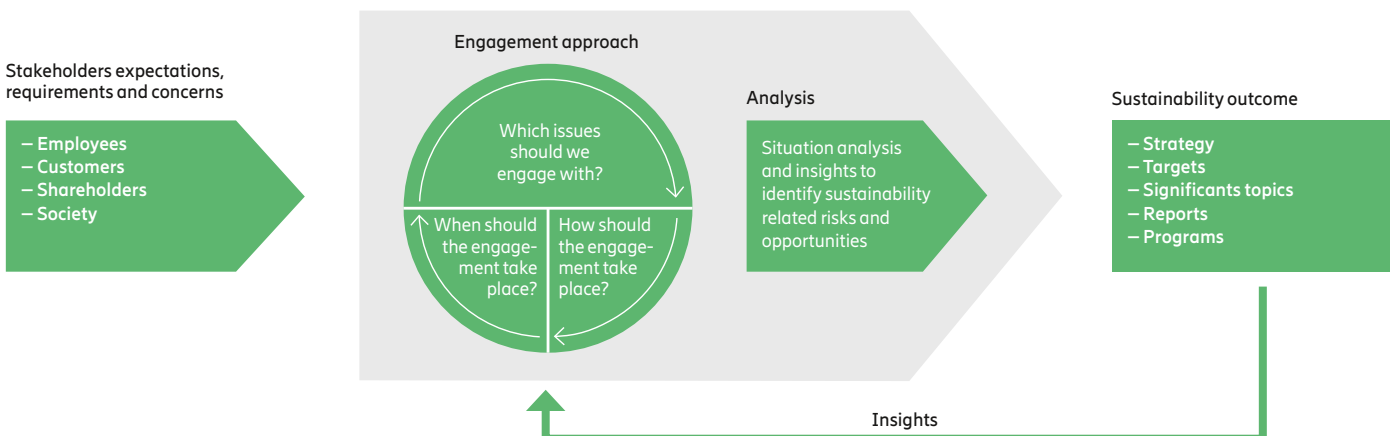 Stakeholders expectations,
requirements and concerns
– Employees
– Customers
– Shareholders
– Society
Engagement approach
Which issues
should we
engage with?
When should
the engage-
ment take
place?
How should
the engage-
ment take
place?
Analysis
Situation analysis
and insights to
identify sustainability
related risks and
opportunities
Sustainability outcome
– Strategy
– Targets
– Significants topics
– Reports
– Programs
Insights